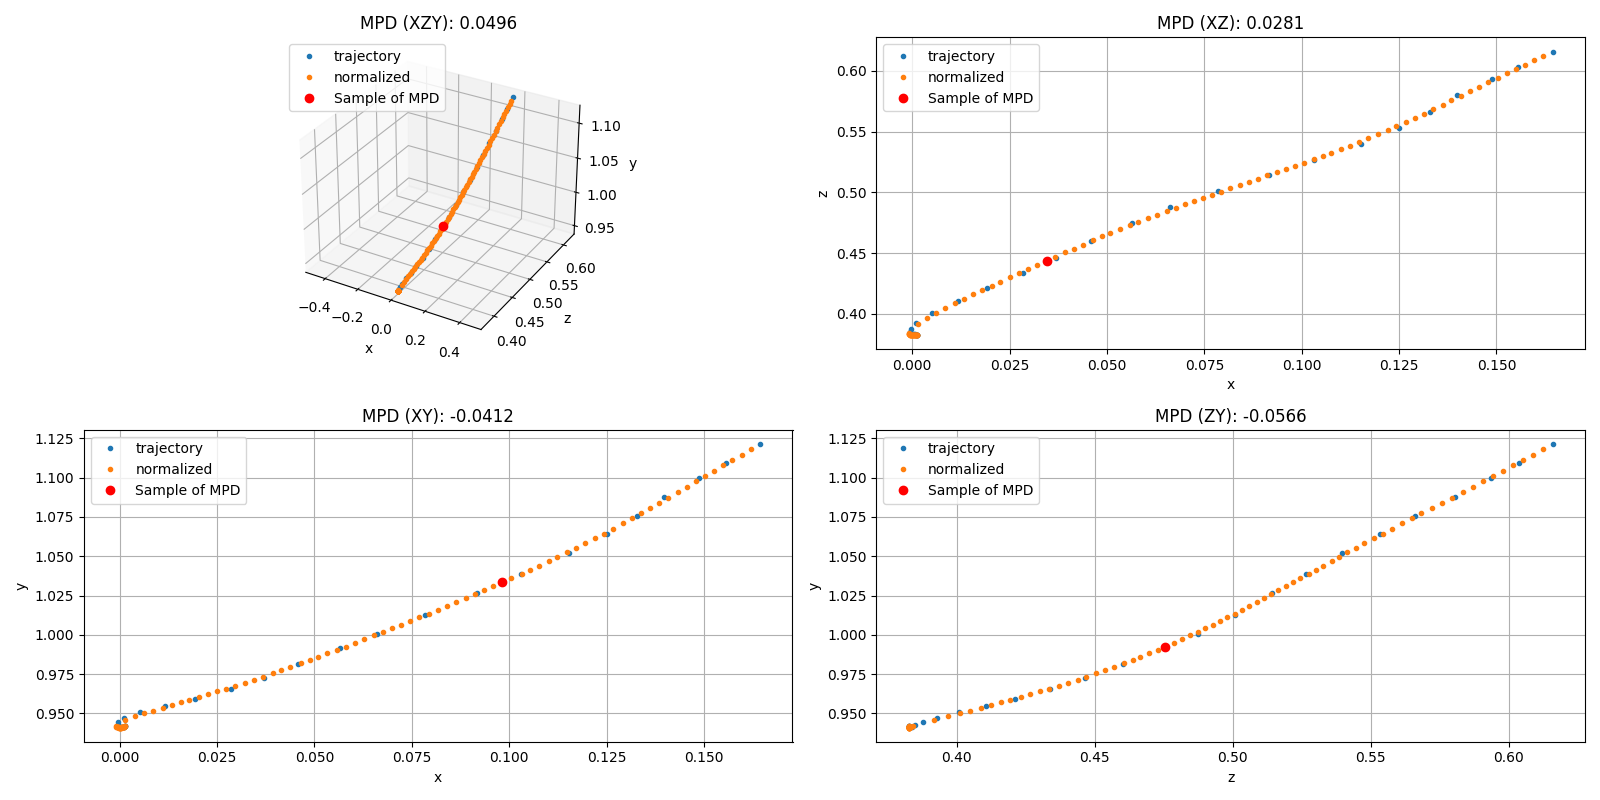 MPD (XZY): 0.0496
trajectory
normalized
Sample of MPD
1.10
1.05
1.00
0.95
y
−0.4
−0.2
0.0
0.2
0.4
x
0.40
0.45
0.50
0.55
0.60
z
MPD (XZ): 0.0281
trajectory
normalized
Sample of MPD
0.60
0.55
0.50
0.45
0.40
z
0.000 0.025 0.050 0.075 0.100 0.125 0.150
x
MPD (XY): -0.0412
trajectory
normalized
Sample of MPD
1.125
1.100
1.075
1.050
1.025
1.000
0.975
0.950
y
0.000 0.025 0.050 0.075 0.100 0.125 0.150
x
MPD (ZY): -0.0566
trajectory
normalized
Sample of MPD
1.125
1.100
1.075
1.050
1.025
1.000
0.975
0.950
y
0.40 0.45 0.50 0.55 0.60
z